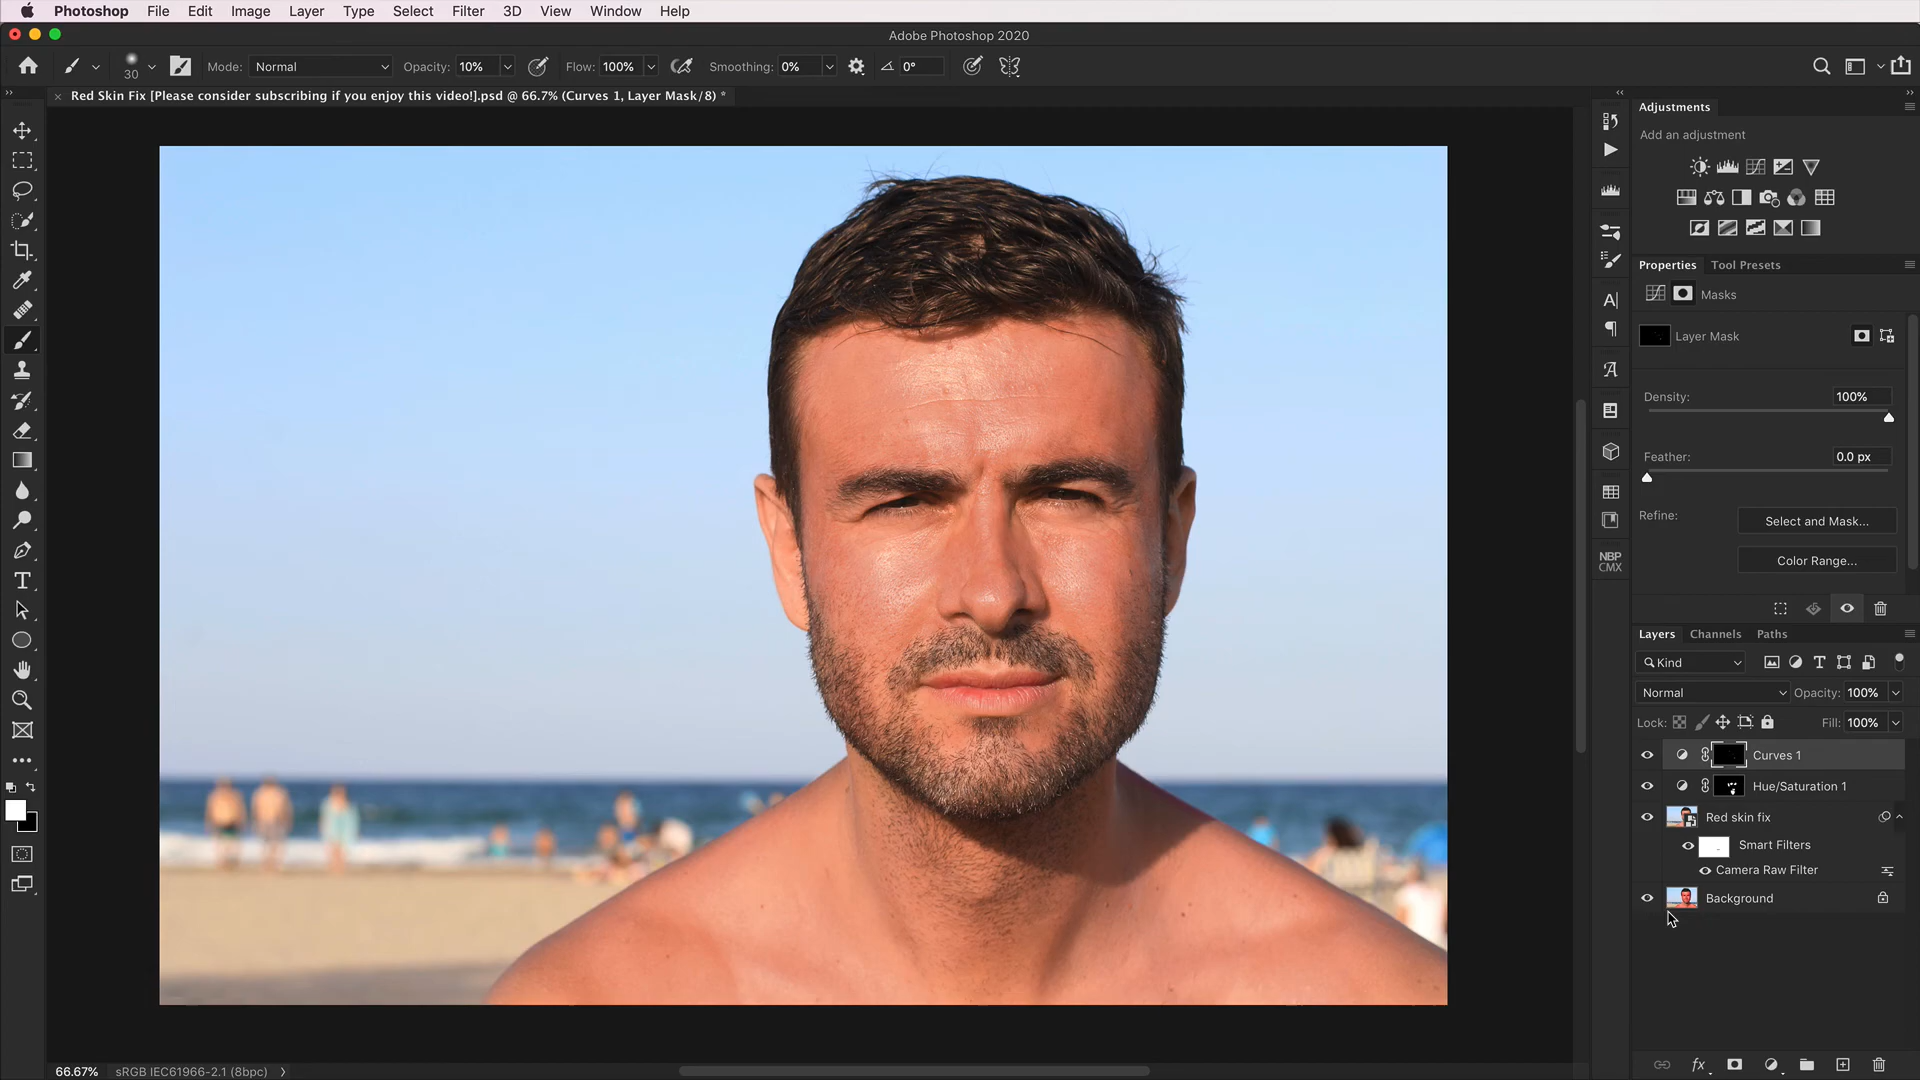 Photoshop File Edit Image Layer Type Select Filter 3D View Window Help
Adobe Photoshop 2020
30 Mode: Normal Opacity: 10% Flow: 100% Smoothing: 0% 0°
Red Skin Fix [Please consider subscribing if you enjoy this video!].psd @ 66.7% (Curves 1, Layer Mask/8) *
Adjustments
Add an adjustment
Properties Tool Presets
Masks
Layer Mask
Density: 100%
Feather: 0.0 px
Refine: Select and Mask...
Color Range...
NBP
CMX
Layers Channels Paths
Kind
Normal Opacity: 100%
Lock: Fill: 100%
Curves 1
Hue/Saturation 1
Red skin fix
Smart Filters
Camera Raw Filter
Background
66.67% sRGB IEC61966-2.1 (8bpc)